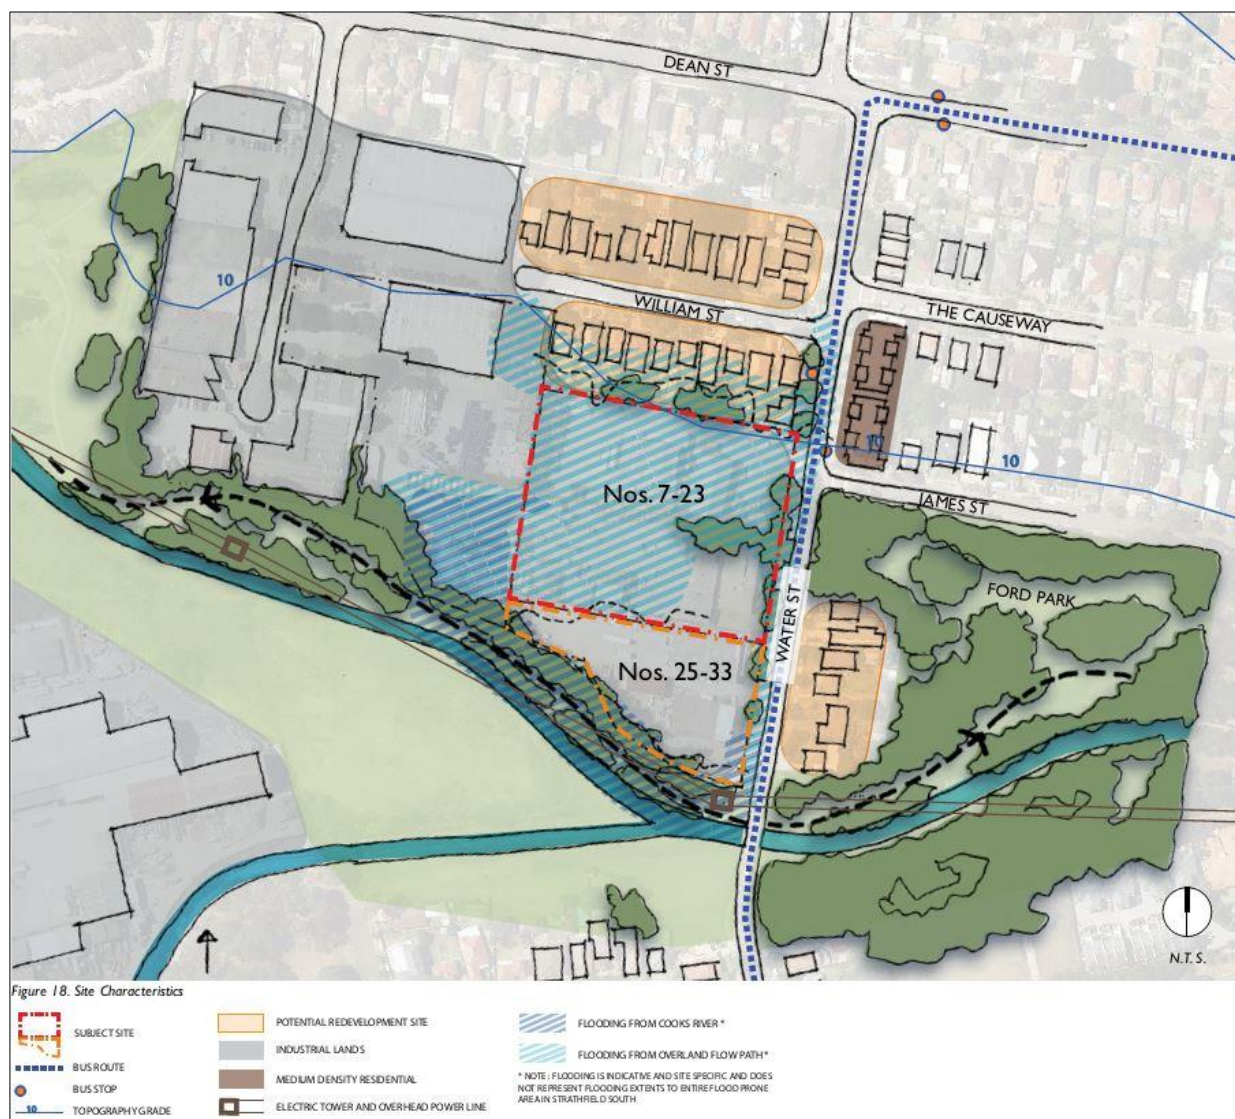 DEAN ST
10
WILLIAM ST
THE CAUSEWAY
10
10
JAMES ST
Nos. 7-23
FORD PARK
WATER ST
Nos. 25-33
N.T.S.
Figure 18. Site Characteristics
SUBJECT SITE
BUS ROUTE
BUS STOP
10 TOPOGRAPHY GRADE
POTENTIAL REDEVELOPMENT SITE
INDUSTRIAL LANDS
MEDIUM DENSITY RESIDENTIAL
ELECTRIC TOWER AND OVERHEAD POWER LINE
FLOODING FROM COOKS RIVER *
FLOODING FROM OVERLAND FLOW PATH *
* NOTE : FLOODING IS INDICATIVE AND SITE SPECIFIC AND DOES
NOT REPRESENT FLOODING EXTENTS TO ENTIRE FLOOD PRONE
AREA IN STRATHFIELD SOUTH